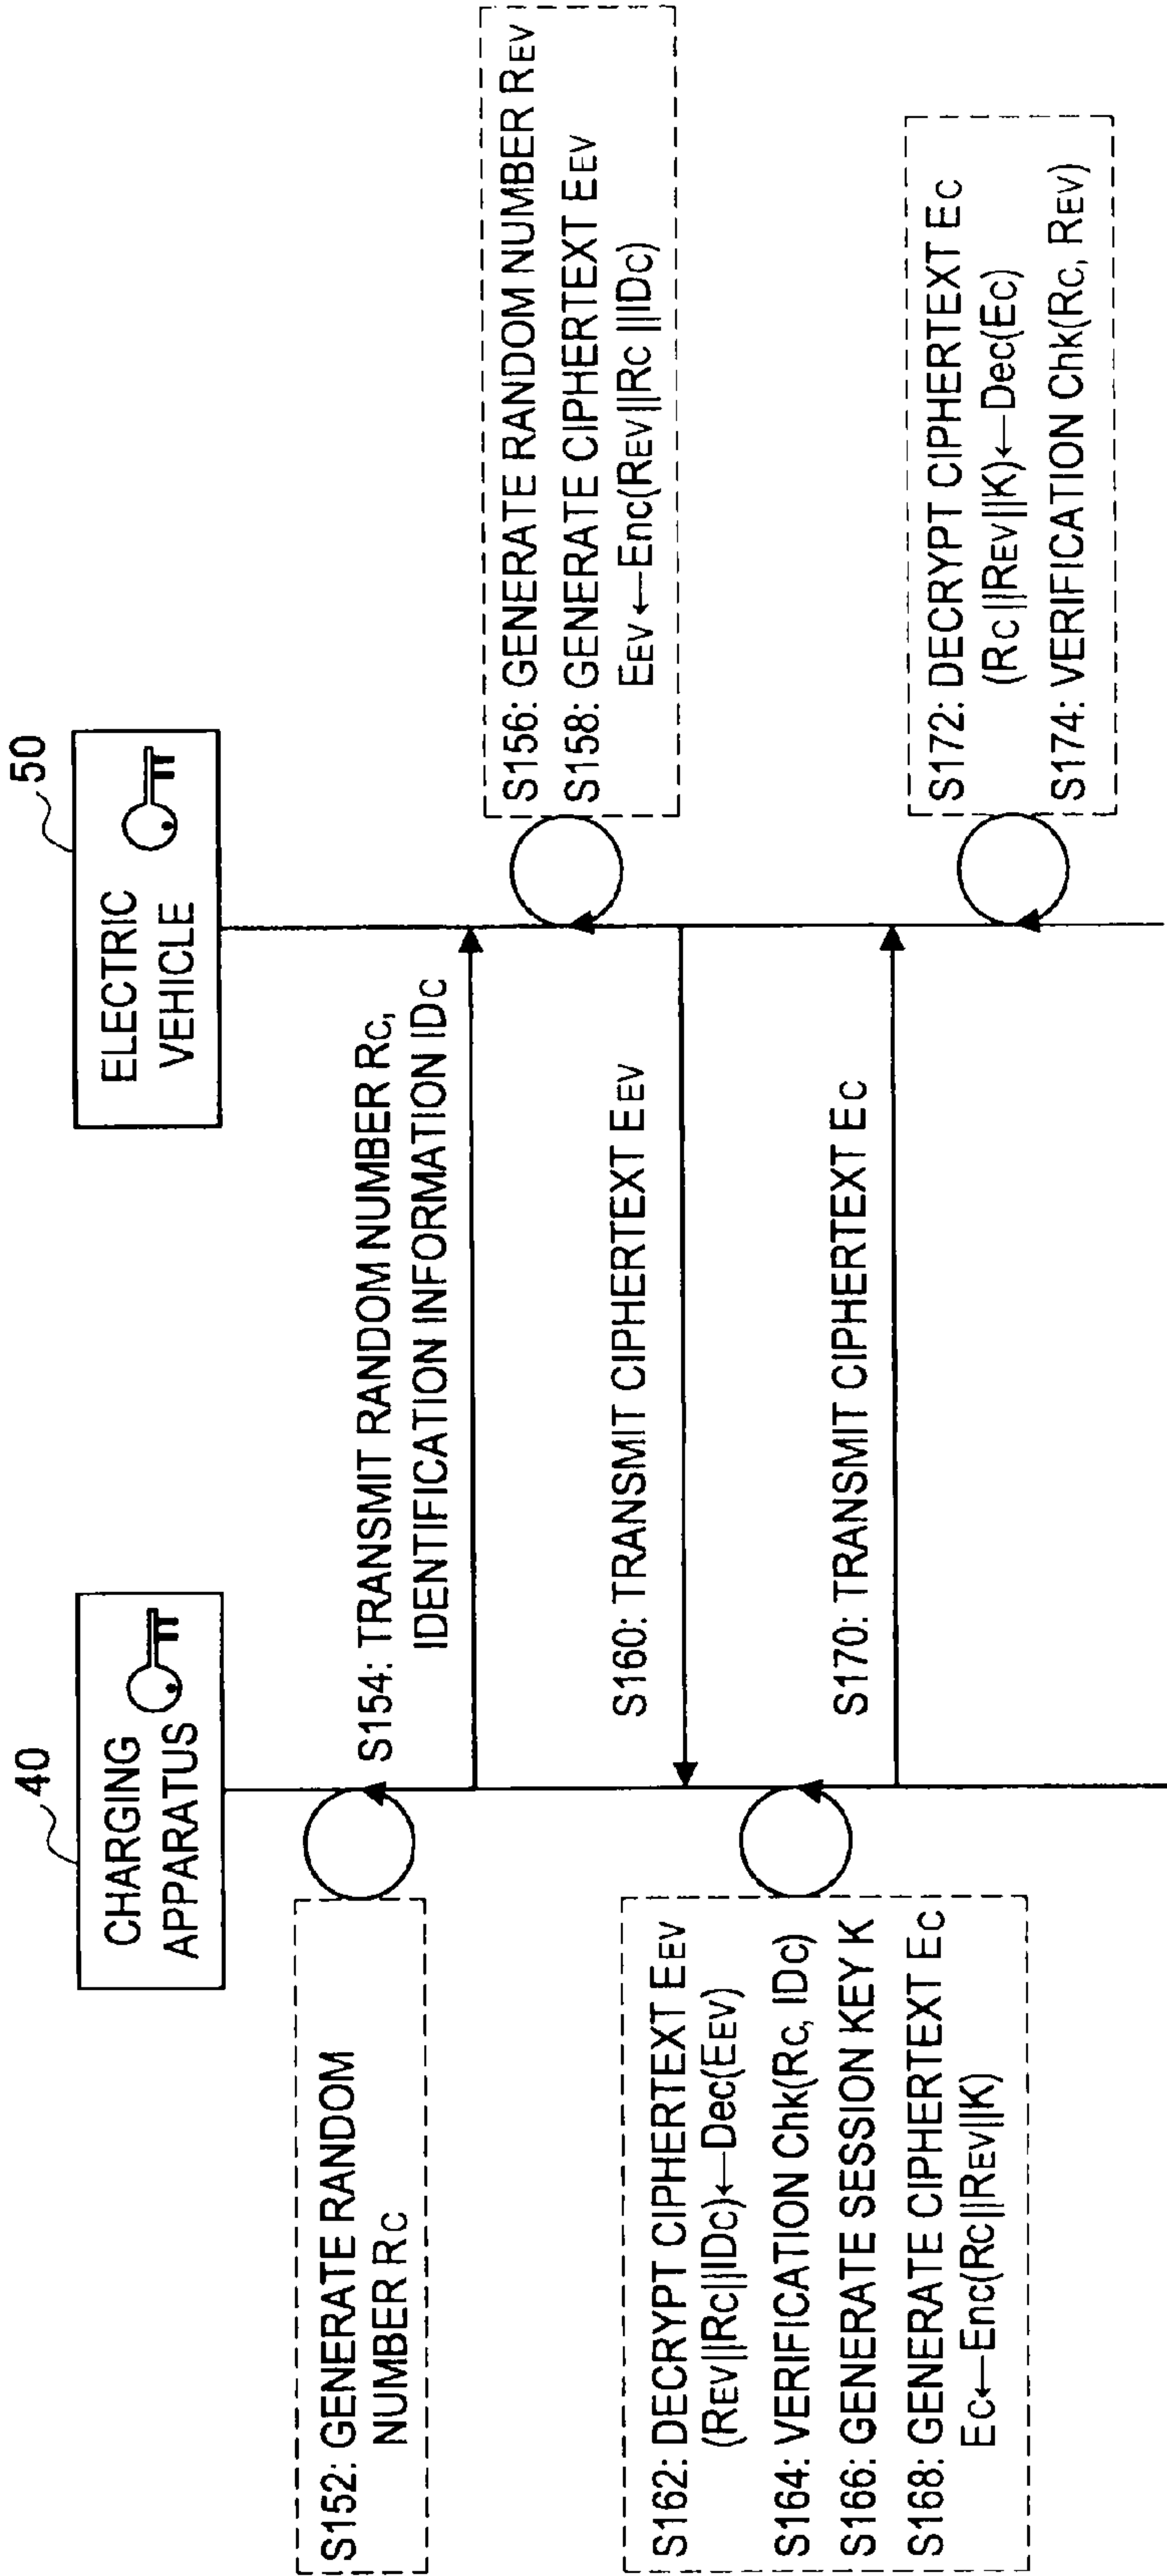 40
CHARGING
APPARATUS
50
ELECTRIC
VEHICLE
S152: GENERATE RANDOM
NUMBER RC
S154: TRANSMIT RANDOM NUMBER RC,
IDENTIFICATION INFORMATION IDC
S156: GENERATE RANDOM NUMBER REV
S158: GENERATE CIPHERTEXT EEV
EEV←Enc(REV||RC||IDC)
S160: TRANSMIT CIPHERTEXT EEV
S162: DECRYPT CIPHERTEXT EEV
(REV||RC||IDC)←Dec(EEV)
S164: VERIFICATION Chk(RC, IDC)
S166: GENERATE SESSION KEY K
S168: GENERATE CIPHERTEXT EC
EC←Enc(RC||REV||K)
S170: TRANSMIT CIPHERTEXT EC
S172: DECRYPT CIPHERTEXT EC
(RC||REV||K)←Dec(EC)
S174: VERIFICATION Chk(RC, REV)